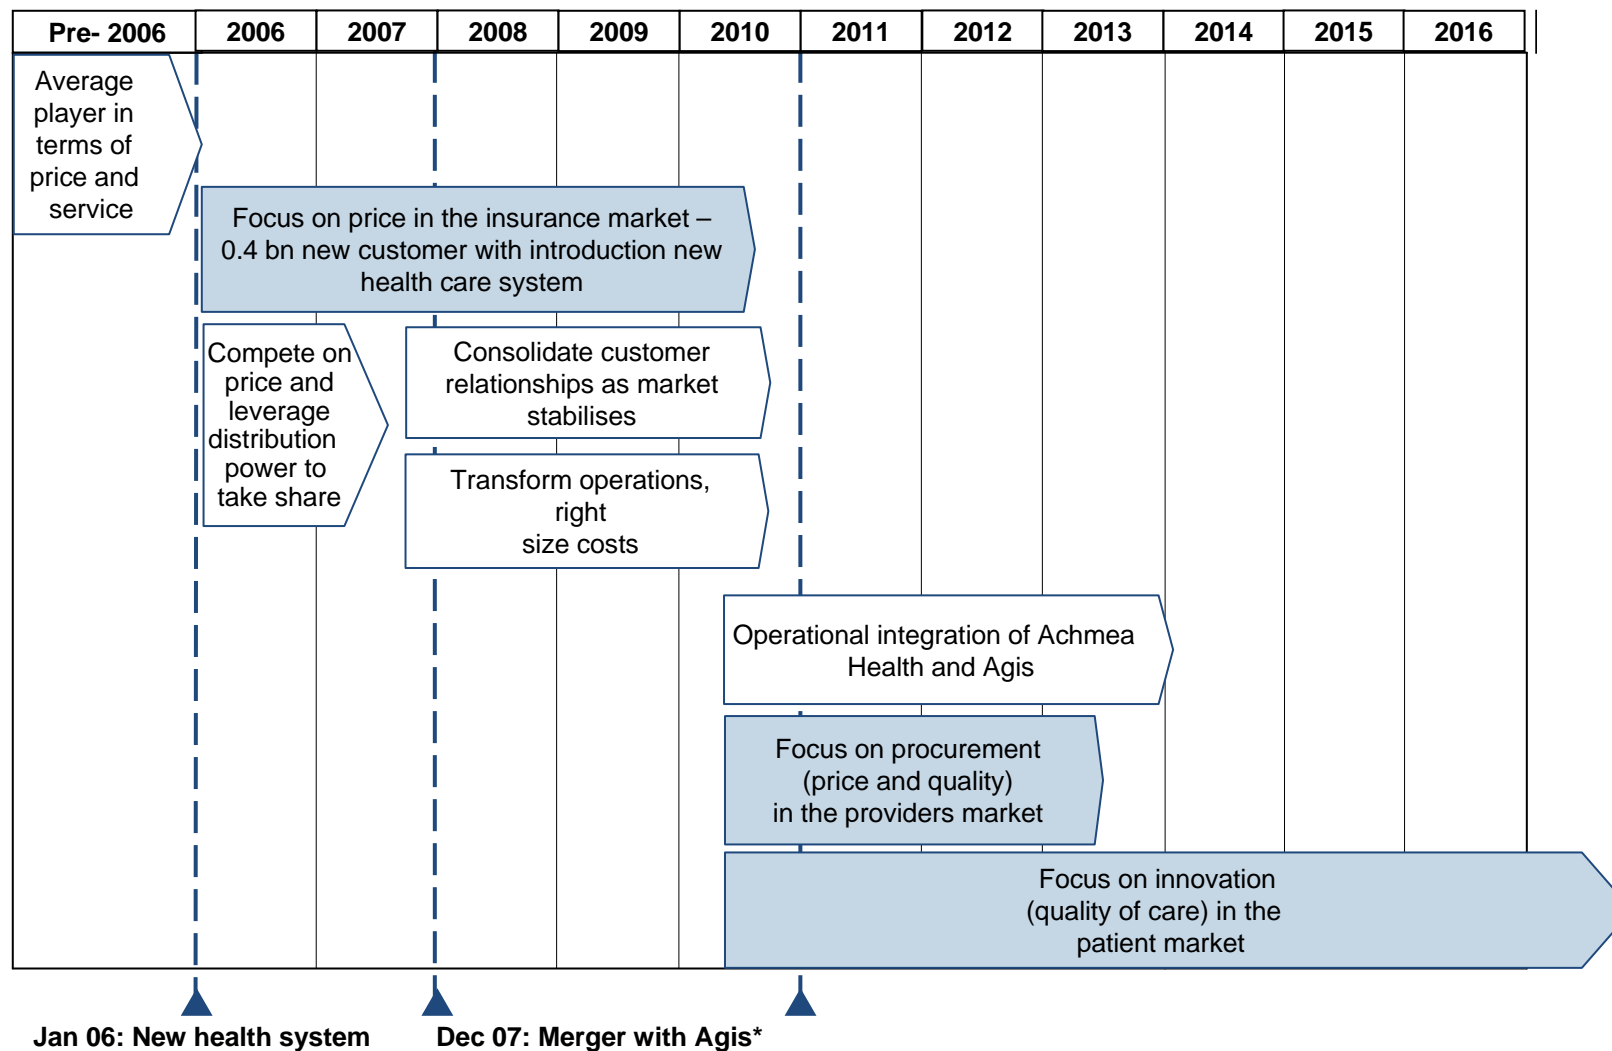 Pre- 2006 2006 2007 2008 2009 2010 2011 2012 2013 2014 2015 2016
Average
player in
terms of
price and
service
Focus on price in the insurance market –
0.4 bn new customer with introduction new
health care system
Compete on
price and
leverage
distribution
power to
take share
Consolidate customer
relationships as market
stabilises
Transform operations,
right
size costs
Operational integration of Achmea
Health and Agis
Focus on procurement
(price and quality)
in the providers market
Focus on innovation
(quality of care) in the
patient market
Jan 06: New health system
Dec 07: Merger with Agis*